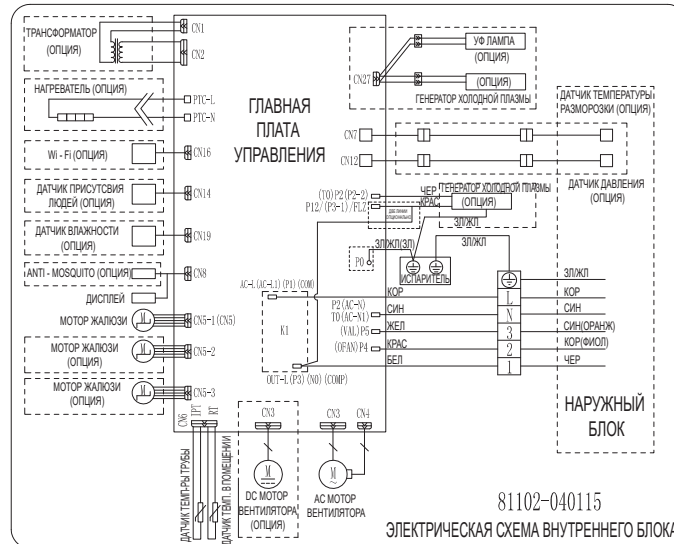 ТРАНСФОРМАТОР
(ОПЦИЯ)
CN1
CN2
НАГРЕВАТЕЛЬ (ОПЦИЯ)
PTC-L
PTC-N
Wi - Fi (ОПЦИЯ)
CN16
ДАТЧИК ПРИСУТСВИЯ
ЛЮДЕЙ (ОПЦИЯ)
CN14
ДАТЧИК ВЛАЖНОСТИ
(ОПЦИЯ)
CN19
ANTI - MOSQUITO (ОПЦИЯ)
CN8
ДИСПЛЕЙ
МОТОР ЖАЛЮЗИ
M
CN5-1(CN5)
МОТОР ЖАЛЮЗИ
(ОПЦИЯ)
M
CN5-2
МОТОР ЖАЛЮЗИ
(ОПЦИЯ)
M
CN5-3
ГЛАВНАЯ
ПЛАТА
УПРАВЛЕНИЯ
УФ ЛАМПА
(ОПЦИЯ)
CN27
(ОПЦИЯ)
ГЕНЕРАТОР ХОЛОДНОЙ ПЛАЗМЫ
ДАТЧИК ТЕМПЕРАТУРЫ
РАЗМОРОЗКИ (ОПЦИЯ)
CN7
CN12
ДАТЧИК ДАВЛЕНИЯ
(ОПЦИЯ)
(TO)P2(P2-2)
ЧЕР
ГЕНЕРАТОР ХОЛОДНОЙ ПЛАЗМЫ
(ОПЦИЯ)
P12/(P3-1)/FL2
КРАС
ДВЕ ЛИНИИ
ОПЦИОНАЛЬНО
P0
ЗЛ/ЖЛ(ЗЛ)
ЗЛ/ЖЛ
ЗЛ/ЖЛ
ИСПАРИТЕЛЬ
AC-L(AC-L1)(P1)(COM)
КОР
L
КОР
ЗЛ/ЖЛ
P2(AC-N)
TO(AC-N1)
СИН
N
СИН
K1
(VAL)P5
ЖЕЛ
3
СИН(ОРАНЖ)
(OFAN)P4
КРАС
2
КОР(ФИОЛ)
БЕЛ
1
ЧЕР
OUT-L(P3)(NO)(COMP)
НАРУЖНЫЙ
БЛОК
CN6
IPT
RT
ДАТЧИК ТЕМП-РЫ ТРУБЫ
ДАТЧИК ТЕМП. В ПОМЕЩЕНИИ
CN3
M
DC МОТОР
ВЕНТИЛЯТОРА
(ОПЦИЯ)
CN3
CN4
M
AC МОТОР
ВЕНТИЛЯТОРА
81102-040115
ЭЛЕКТРИЧЕСКАЯ СХЕМА ВНУТРЕННЕГО БЛОКА